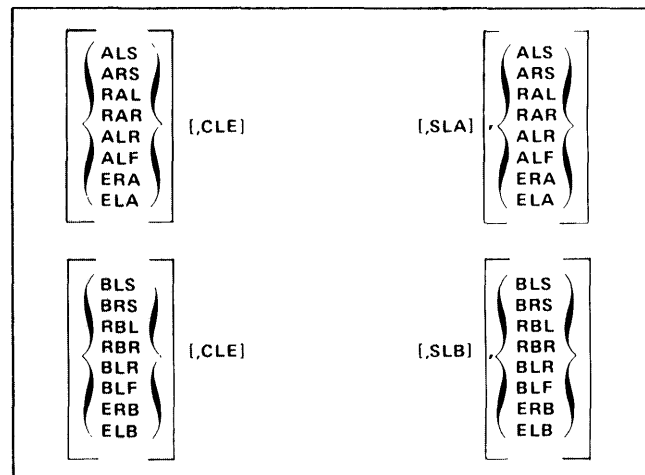 ALS ALS
ARS ARS
RAL RAL
RAR RAR
[,CLE] [,SLA] ,
ALR ALR
ALF ALF
ERA ERA
ELA ELA
BLS BLS
BRS BRS
RBL RBL
RBR RBR
[,CLE] [,SLB] ,
BLR BLR
BLF BLF
ERB ERB
ELB ELB